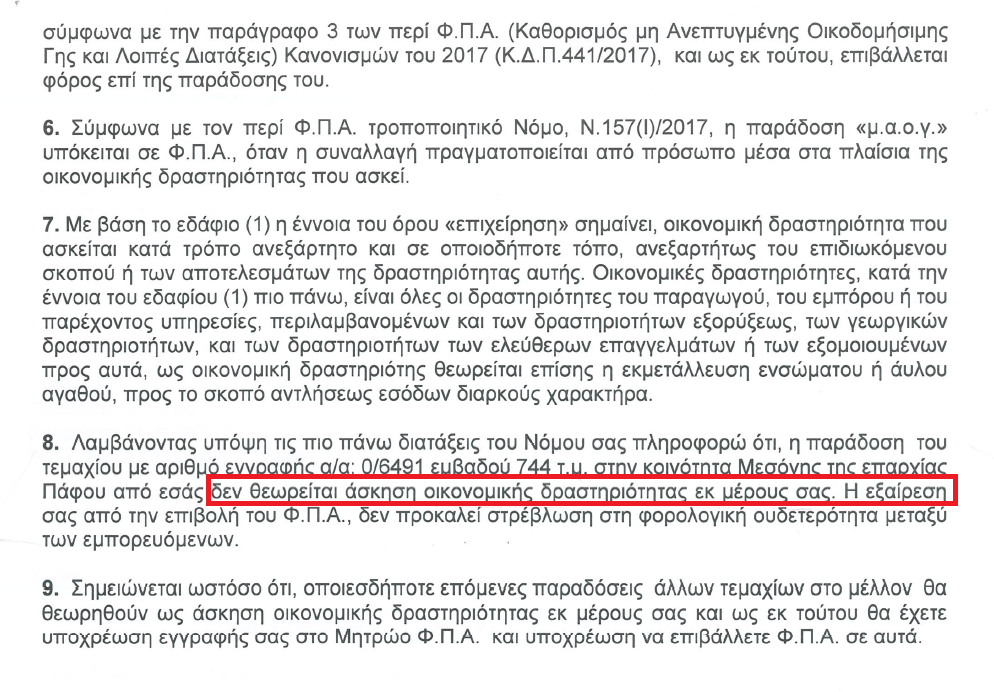 σύμφωνα με την παράγραφο 3 των περί Φ.Π.Α. (Καθορισμός μη Ανεπτυγμένης Οικοδομήσιμης
Γης και Λοιπές Διατάξεις) Κανονισμών του 2017 (Κ.Δ.Π.441/2017), και ως εκ τούτου, επιβάλλεται
φόρος επί της παράδοσης του.
6. Σύμφωνα με τον περί Φ.Π.Α. τροποποιητικό Νόμο, Ν.157(Ι)/2017, η παράδοση «μ.α.ο.γ.»
υπόκειται σε Φ.Π.Α., όταν η συναλλαγή πραγματοποιείται από πρόσωπο μέσα στα πλαίσια της
οικονομικής δραστηριότητας που ασκεί.
7. Με βάση το εδάφιο (1) η έννοια του όρου «επιχείρηση» σημαίνει, οικονομική δραστηριότητα που
ασκείται κατά τρόπο ανεξάρτητο και σε οποιοδήποτε τόπο, ανεξαρτήτως του επιδιωκόμενου
σκοπού ή των αποτελεσμάτων της δραστηριότητας αυτής. Οικονομικές δραστηριότητες, κατά την
έννοια του εδαφίου (1) πιο πάνω, είναι όλες οι δραστηριότητες του παραγωγού, του εμπόρου ή του
παρέχοντος υπηρεσίες, περιλαμβανομένων και των δραστηριοτήτων εξορύξεως, των γεωργικών
δραστηριοτήτων, και των δραστηριοτήτων των ελεύθερων επαγγελμάτων ή των εξομοιουμένων
προς αυτά, ως οικονομική δραστηριότης θεωρείται επίσης η εκμετάλλευση ενσώματου ή άυλου
αγαθού, προς το σκοπό αντλήσεως εσόδων διαρκούς χαρακτήρα.
8. Λαμβάνοντας υπόψη τις πιο πάνω διατάξεις του Νόμου σας πληροφορώ ότι, η παράδοση του
τεμαχίου με αριθμό εγγραφής α/α: 0/6491 εμβαδού 744 τ.μ. στην κοινότητα Μεσόγης της επαρχίας
Πάφου από εσάς δεν θεωρείται άσκηση οικονομικής δραστηριότητας εκ μέρους σας. Η εξαίρεση
σας από την επιβολή του Φ.Π.Α., δεν προκαλεί στρέβλωση στη φορολογική ουδετερότητα μεταξύ
των εμπορευόμενων.
9. Σημειώνεται ωστόσο ότι, οποιεσδήποτε επόμενες παραδόσεις άλλων τεμαχίων στο μέλλον θα
θεωρηθούν ως άσκηση οικονομικής δραστηριότητας εκ μέρους σας και ως εκ τούτου θα έχετε
υποχρέωση εγγραφής σας στο Μητρώο Φ.Π.Α. και υποχρέωση να επιβάλλετε Φ.Π.Α. σε αυτά.